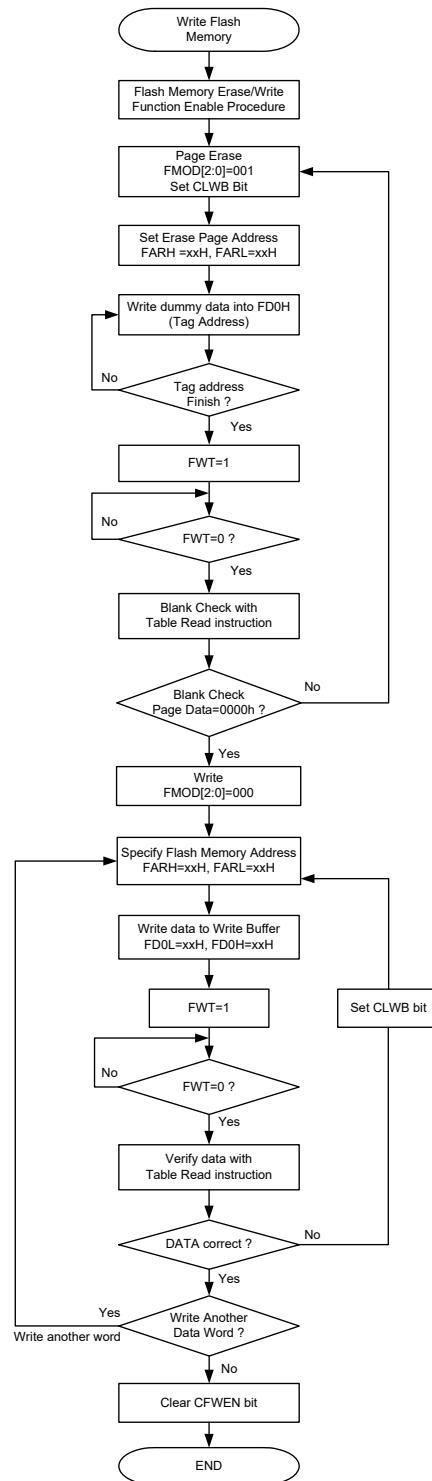 Write Flash
Memory
Flash Memory Erase/Write
Function Enable Procedure
Page Erase
FMOD[2:0]=001
Set CLWB Bit
Set Erase Page Address
FARH =xxH, FARL=xxH
Write dummy data into FD0H
(Tag Address)
No
Tag address
Finish ?
Yes
FWT=1
No
FWT=0 ?
Yes
Blank Check with
Table Read instruction
Blank Check
Page Data=0000h ?
No
Yes
Write
FMOD[2:0]=000
Specify Flash Memory Address
FARH=xxH, FARL=xxH
Write data to Write Buffer
FD0L=xxH, FD0H=xxH
FWT=1
Set CLWB bit
No
FWT=0 ?
Yes
Verify data with
Table Read instruction
DATA correct ?
No
Yes
Yes
Write another word
Write Another
Data Word ?
No
Clear CFWEN bit
END